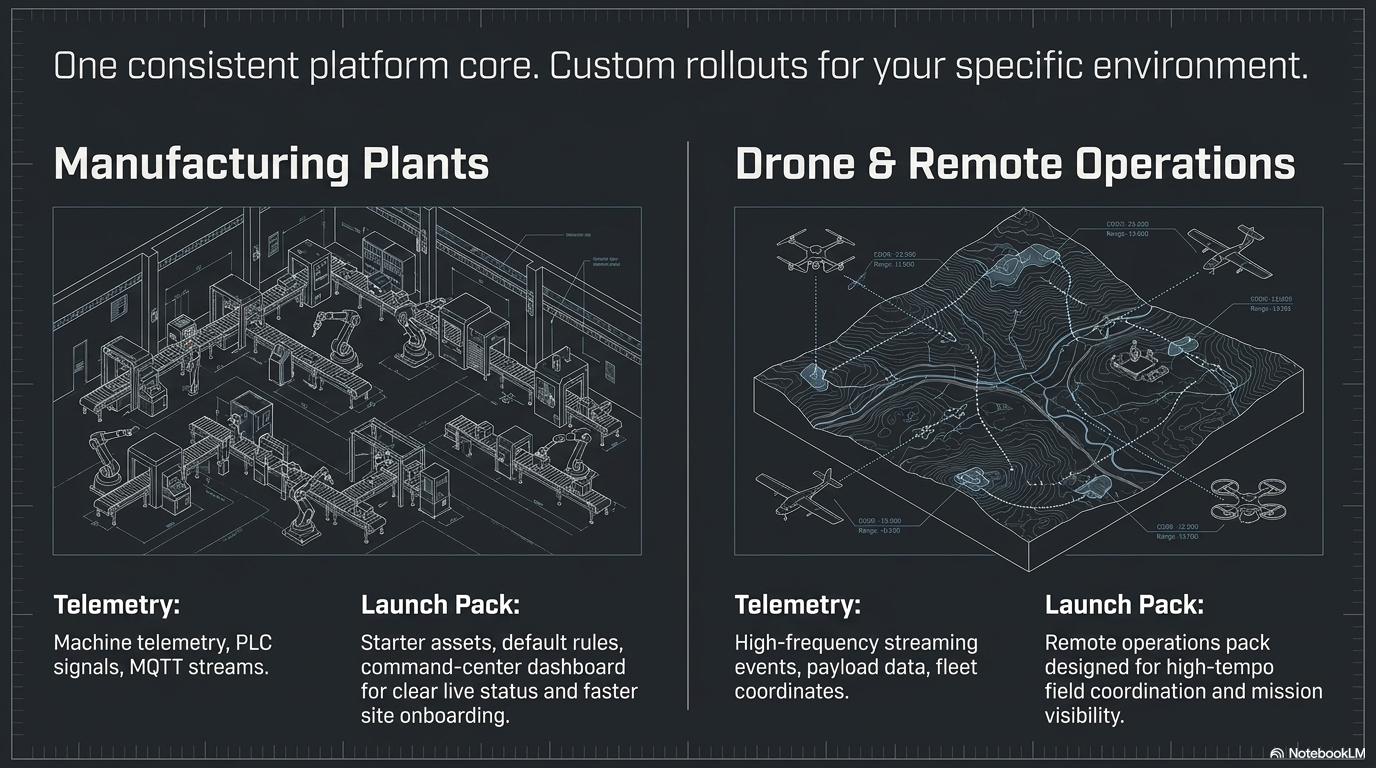 One consistent platform core. Custom rollouts for your specific environment.
Manufacturing Plants
Telemetry:
Machine telemetry, PLC
signals, MQTT streams.
Launch Pack:
Starter assets, default rules,
command-center dashboard
for clear live status and faster
site onboarding.
Drone & Remote Operations
Telemetry:
High-frequency streaming
events, payload data, fleet
coordinates.
Launch Pack:
Remote operations pack
designed for high-tempo
field coordination and mission
visibility.
NotebookLM